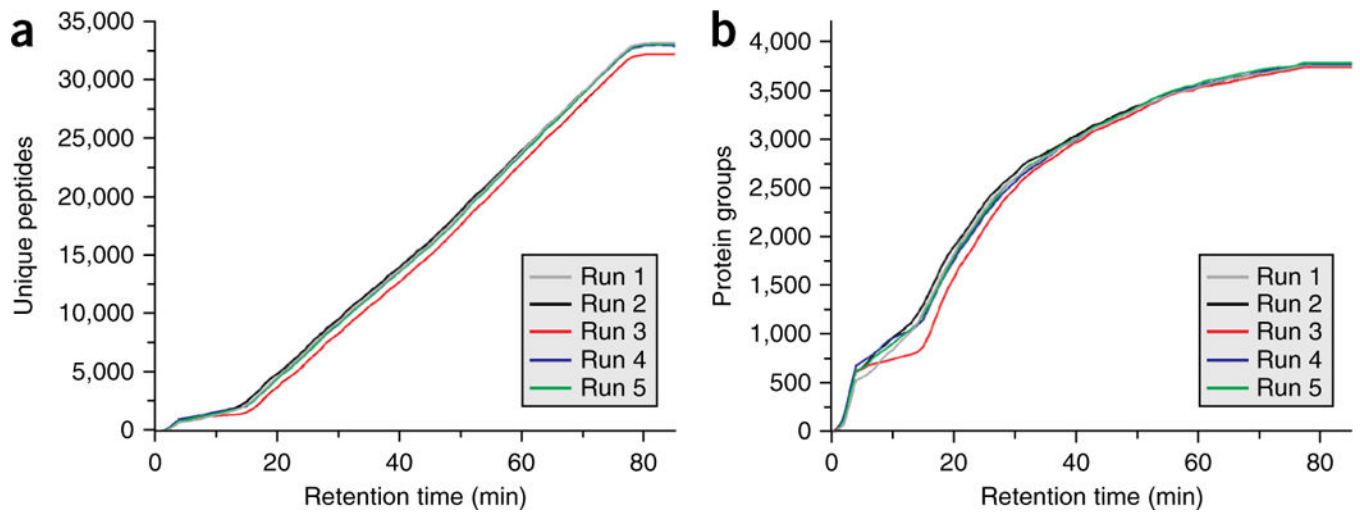 a
35,000
30,000
25,000
20,000
15,000
10,000
5,000
0
Unique peptides
0 20 40 60 80
Retention time (min)
Run 1
Run 2
Run 3
Run 4
Run 5
b
4,000
3,500
3,000
2,500
2,000
1,500
1,000
500
0
Protein groups
0 20 40 60 80
Retention time (min)
Run 1
Run 2
Run 3
Run 4
Run 5